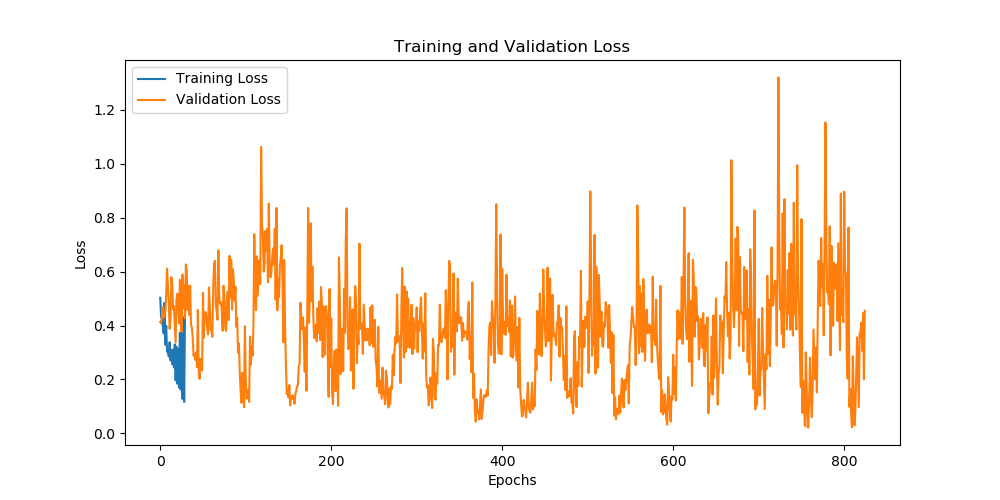 Training and Validation Loss
Training Loss
Validation Loss
Loss
1.2
1.0
0.8
0.6
0.4
0.2
0.0
0 200 400 600 800
Epochs